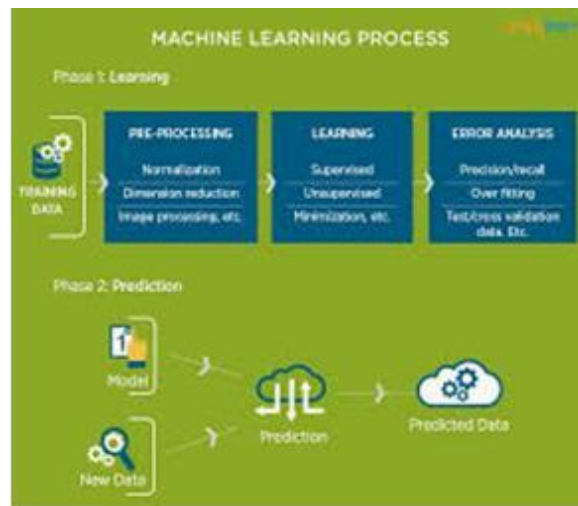 MACHINE LEARNING PROCESS
Phase 1: Learning
TRAINING
DATA
PRE-PROCESSING
Normalization
Dimension reduction
Image processing, etc.
LEARNING
Supervised
Unsupervised
Minimization, etc.
ERROR ANALYSIS
Precision/recall
Over fitting
Test/cross validation
data. Etc.
Phase 2: Prediction
1
Model
New Data
Prediction
Predicted Data